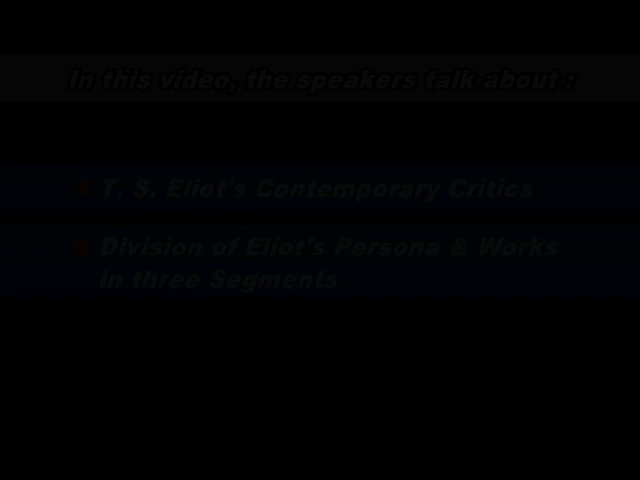 In this video, the speakers talk about :
T. S. Eliot's Contemporary Critics
Division of Eliot's Persona & Works
In three Segments